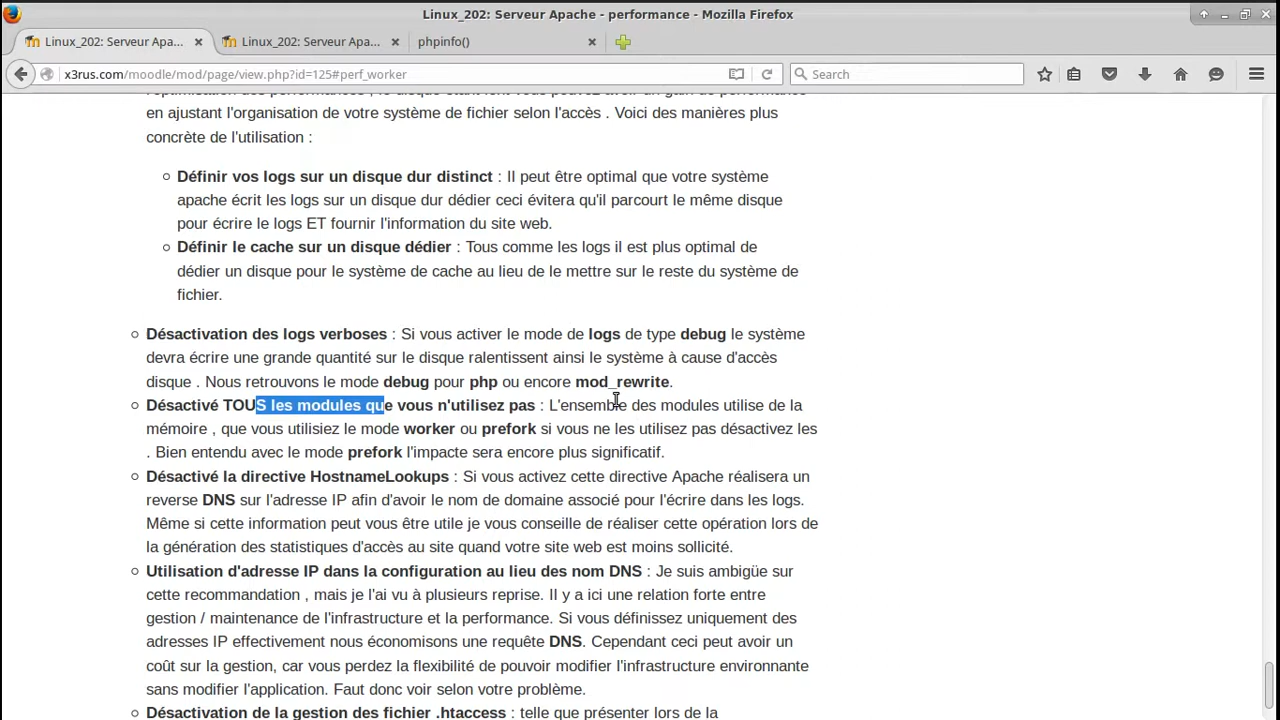 Linux_202: Serveur Apache - performance - Mozilla Firefox
Linux_202: Serveur Apa...
Linux_202: Serveur Apa...
phpinfo()
x3rus.com/moodle/mod/page/view.php?id=125#perf_worker
Search
en ajustant l'organisation de votre système de fichier selon l'accès . Voici des manières plus
concrète de l'utilisation :
Définir vos logs sur un disque dur distinct : Il peut être optimal que votre système
apache écrit les logs sur un disque dur dédier ceci évitera qu'il parcourt le même disque
pour écrire le logs ET fournir l'information du site web.
Définir le cache sur un disque dédier : Tous comme les logs il est plus optimal de
dédier un disque pour le système de cache au lieu de le mettre sur le reste du système de
fichier.
Désactivation des logs verboses : Si vous activer le mode de logs de type debug le système
devra écrire une grande quantité sur le disque ralentissent ainsi le système à cause d'accès
disque . Nous retrouvons le mode debug pour php ou encore mod_rewrite.
Désactivé TOUS les modules que vous n'utilisez pas : L'ensemble des modules utilise de la
mémoire , que vous utilisiez le mode worker ou prefork si vous ne les utilisez pas désactivez les
. Bien entendu avec le mode prefork l'impacte sera encore plus significatif.
Désactivé la directive HostnameLookups : Si vous activez cette directive Apache réalisera un
reverse DNS sur l'adresse IP afin d'avoir le nom de domaine associé pour l'écrire dans les logs.
Même si cette information peut vous être utile je vous conseille de réaliser cette opération lors de
la génération des statistiques d'accès au site quand votre site web est moins sollicité.
Utilisation d'adresse IP dans la configuration au lieu des nom DNS : Je suis ambigüe sur
cette recommandation , mais je l'ai vu à plusieurs reprise. Il y a ici une relation forte entre
gestion / maintenance de l'infrastructure et la performance. Si vous définissez uniquement des
adresses IP effectivement nous économisons une requête DNS. Cependant ceci peut avoir un
coût sur la gestion, car vous perdez la flexibilité de pouvoir modifier l'infrastructure environnante
sans modifier l'application. Faut donc voir selon votre problème.
Désactivation de la gestion des fichier .htaccess : telle que présenter lors de la